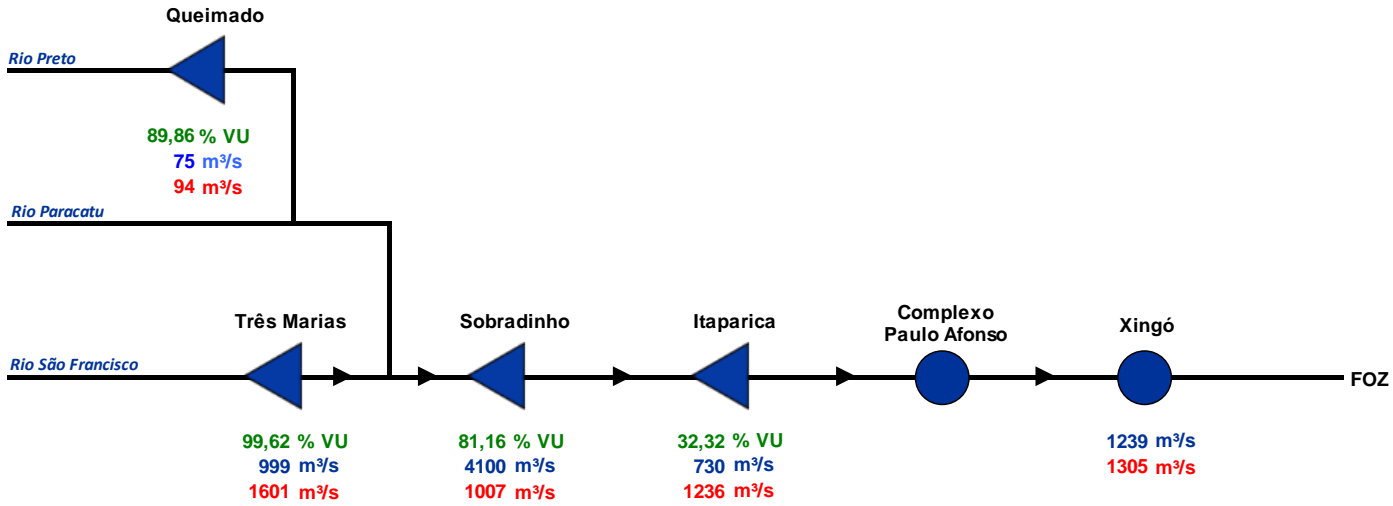 Queimado
Rio Preto
89,86 % VU
75 m³/s
94 m³/s
Rio Paracatu
Três Marias
Sobradinho
Itaparica
Complexo
Paulo Afonso
Xingó
Rio São Francisco
FOZ
99,62 % VU
999 m³/s
1601 m³/s
81,16 % VU
4100 m³/s
1007 m³/s
32,32 % VU
730 m³/s
1236 m³/s
1239 m³/s
1305 m³/s